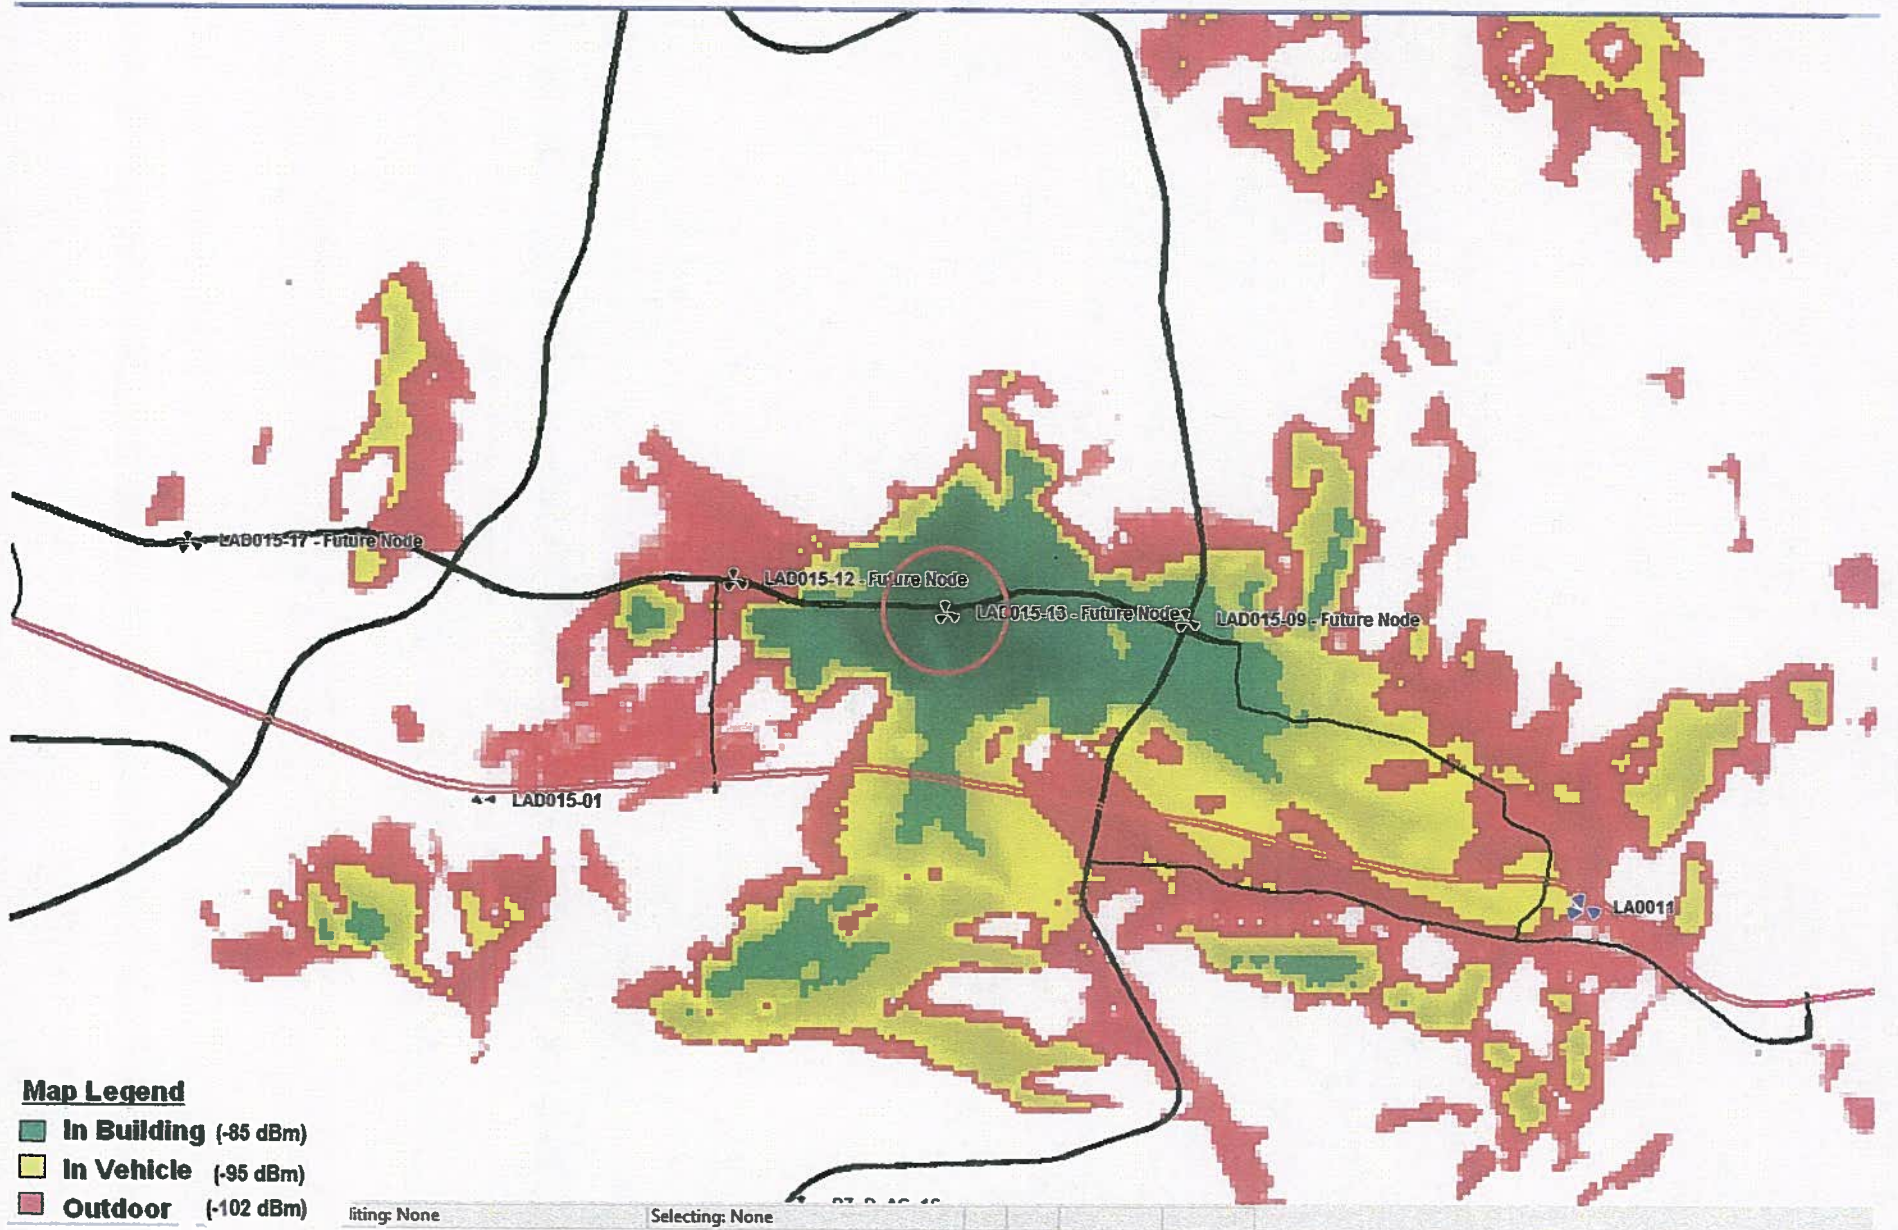 LAD015-17 - Future Node
LAD015-12 - Future Node
LAD015-13 - Future Node
LAD015-09 - Future Node
LAD015-01
LA0011
Map Legend
In Building (-85 dBm)
In Vehicle (-95 dBm)
Outdoor (-102 dBm)
liting: None
Selecting: None